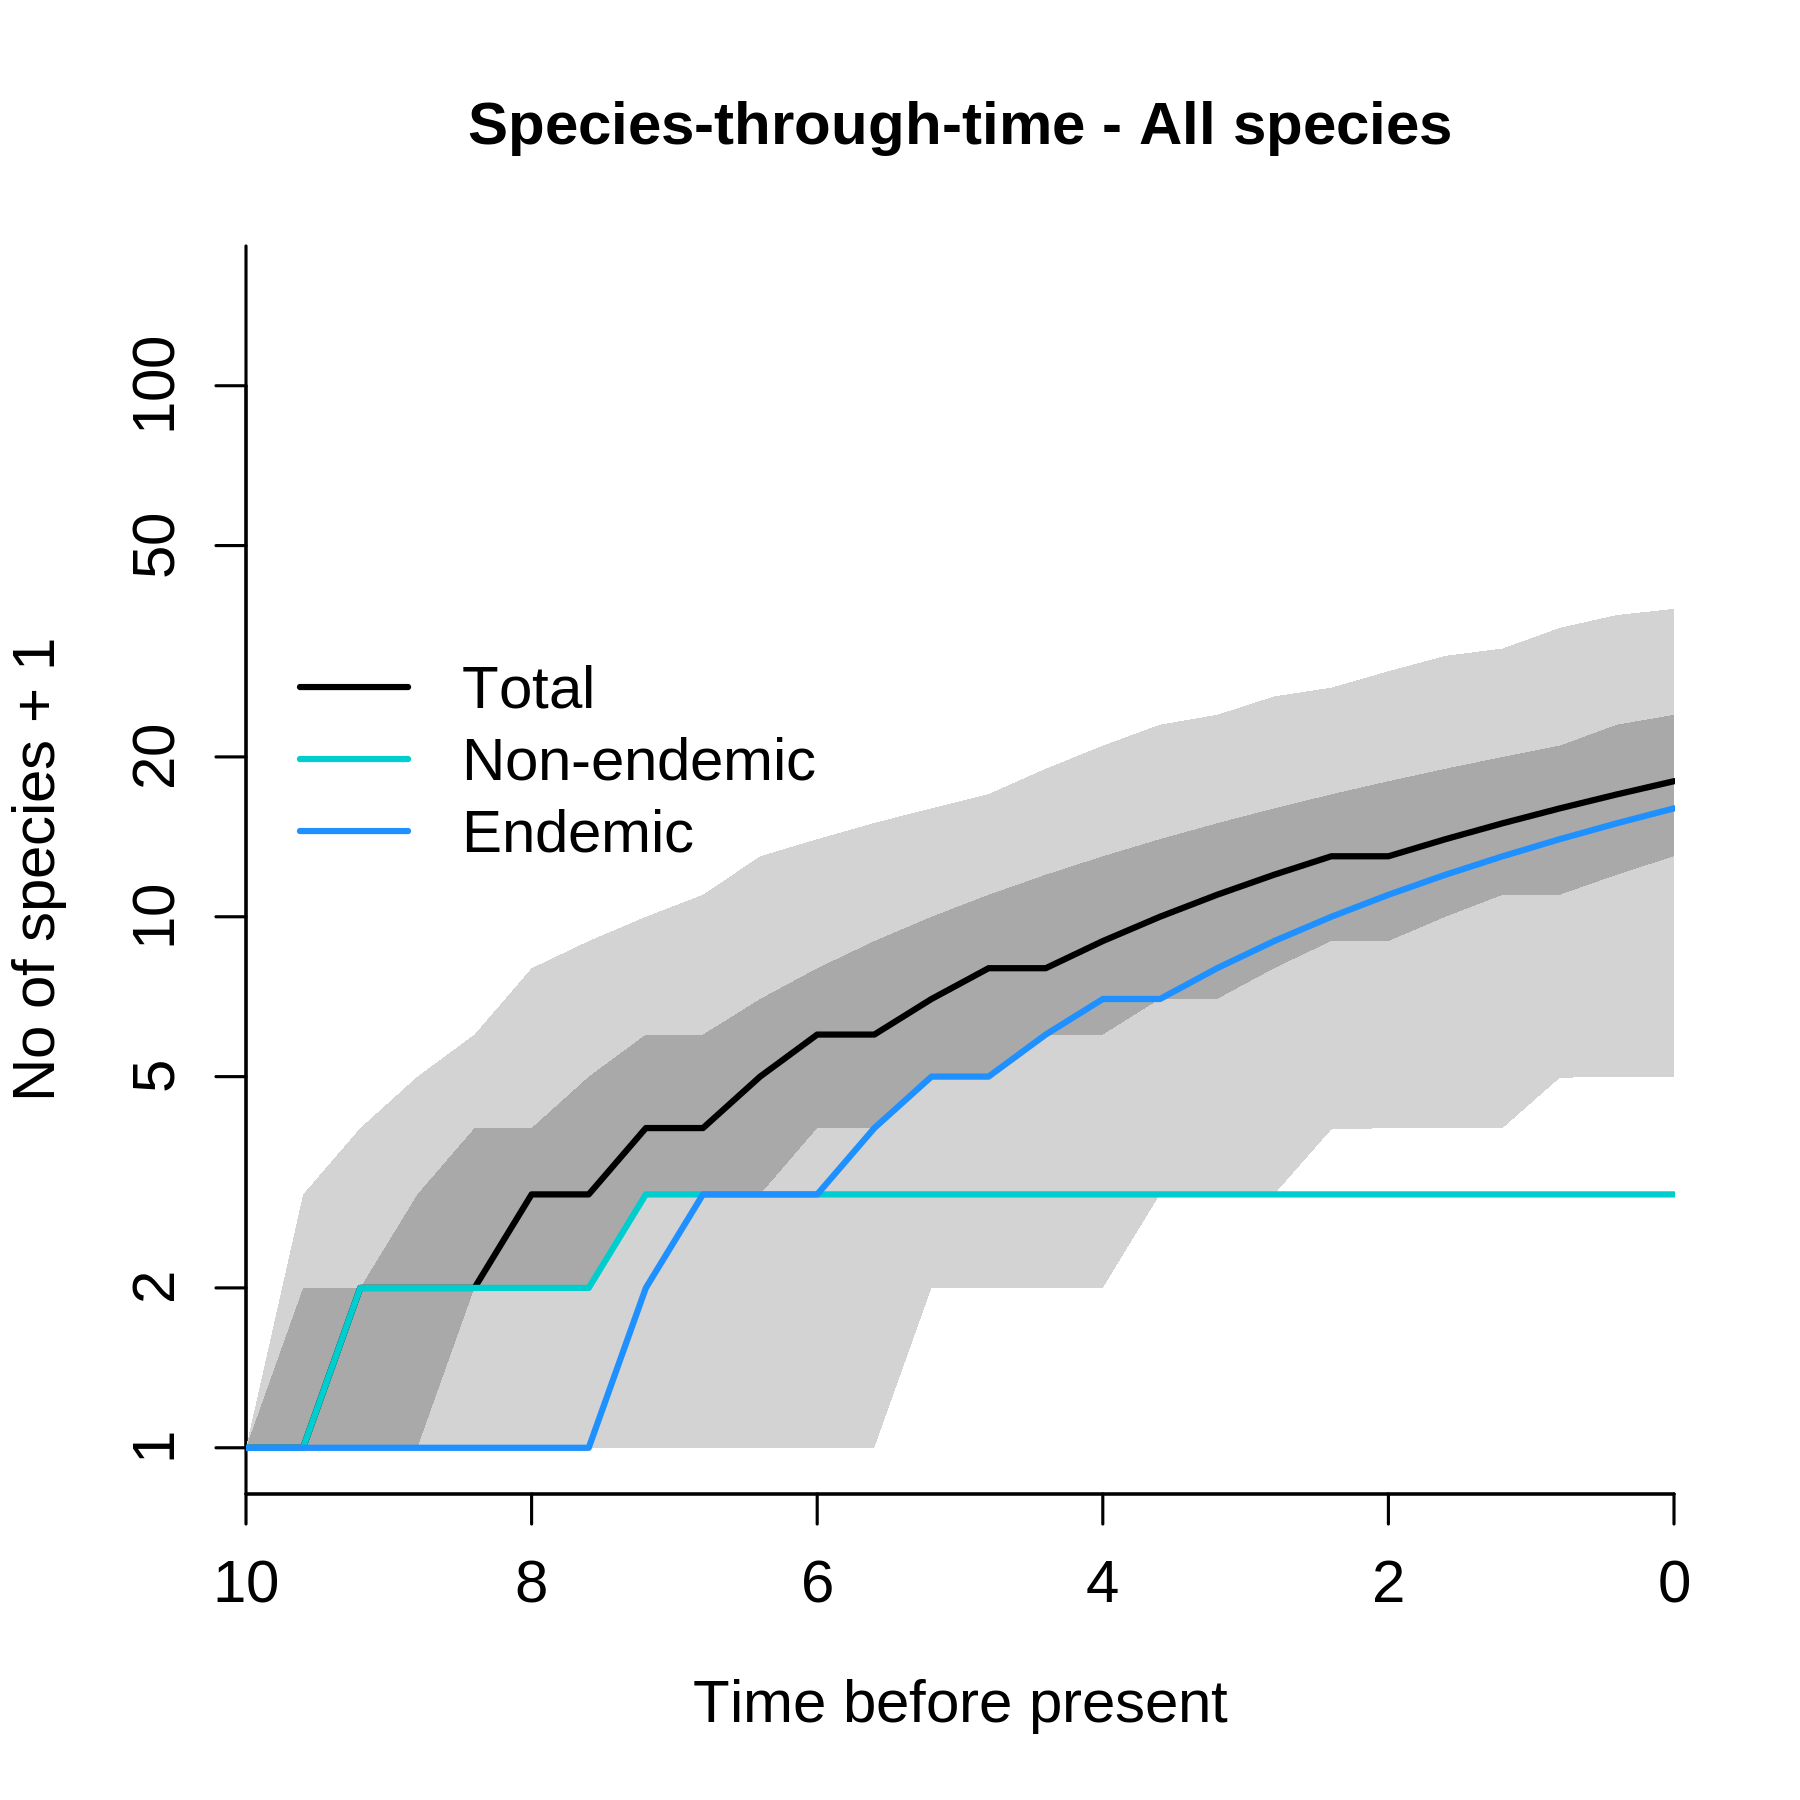 Species-through-time - All species
No of species + 1
100
50
20
10
5
2
1
Total
Non-endemic
Endemic
10 8 6 4 2 0
Time before present